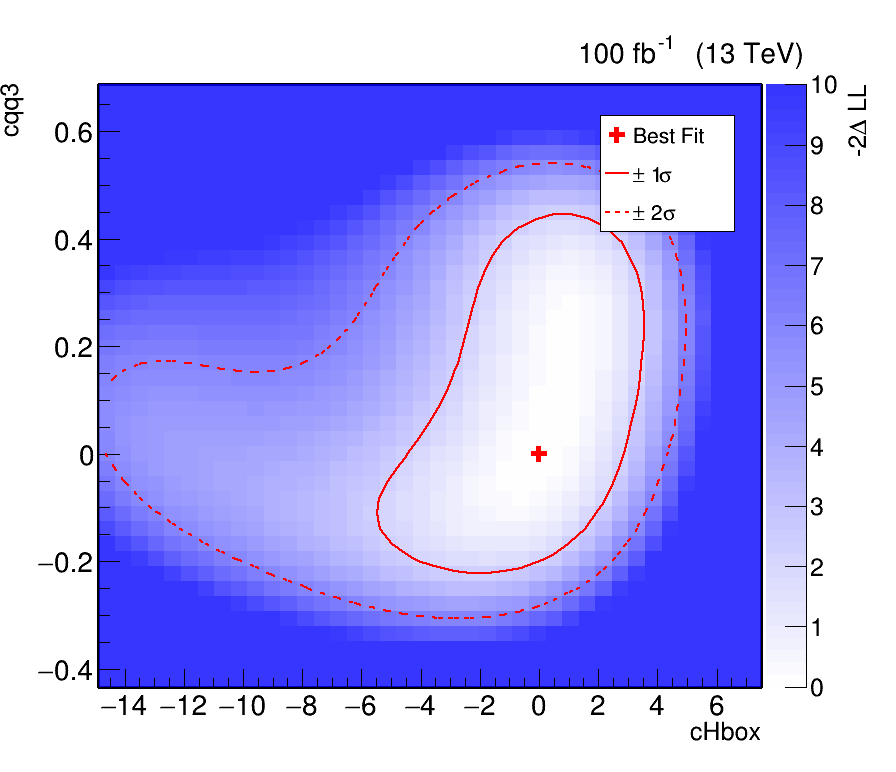 100 fb⁻¹ (13 TeV)
cqq3
-2Δ LL
Best Fit
± 1σ
± 2σ
0.6
0.4
0.2
0
−0.2
−0.4
10
9
8
7
6
5
4
3
2
1
0
−14 −12 −10 −8 −6 −4 −2 0 2 4 6
cHbox